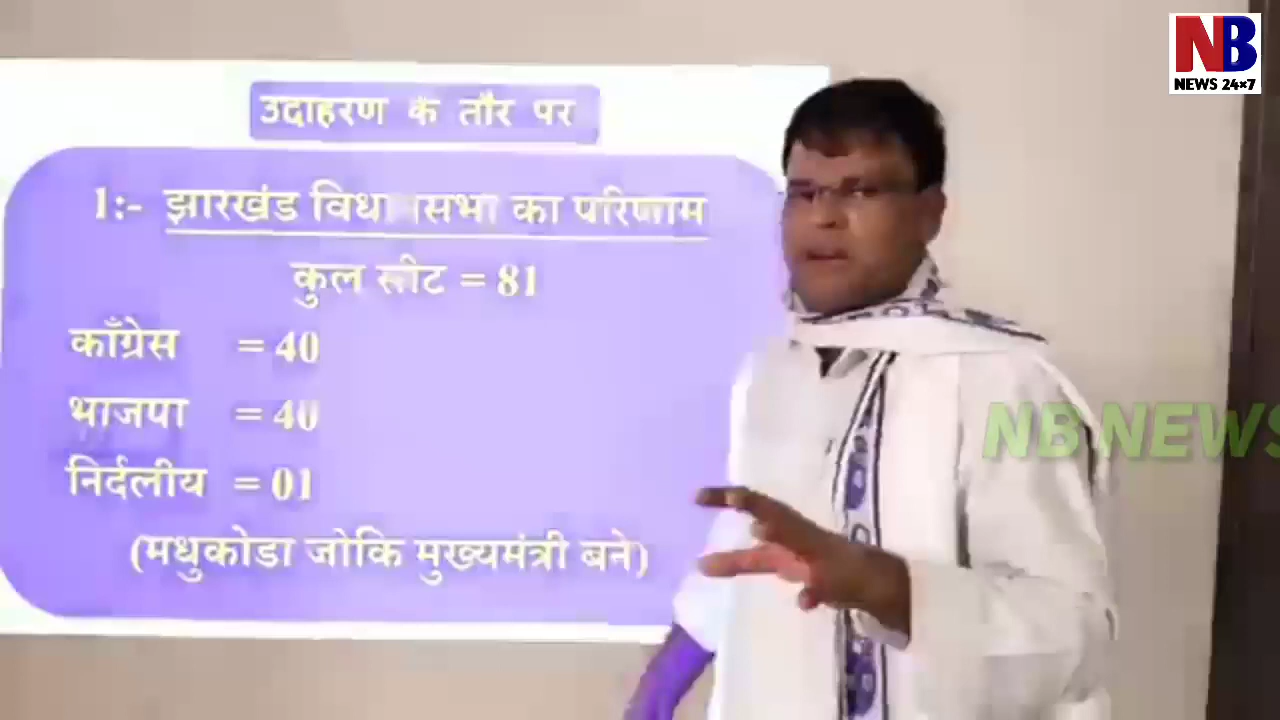 NB
NEWS 24×7
उदाहरण क तौर पर
1:- झारखंड विधानसभा का परिणाम
कुल सीट = 81
काँग्रेस = 40
भाजपा = 40
निर्दलीय = 01
(मधुकोडा जोकि मुख्यमंत्री बने)
NB NEWS